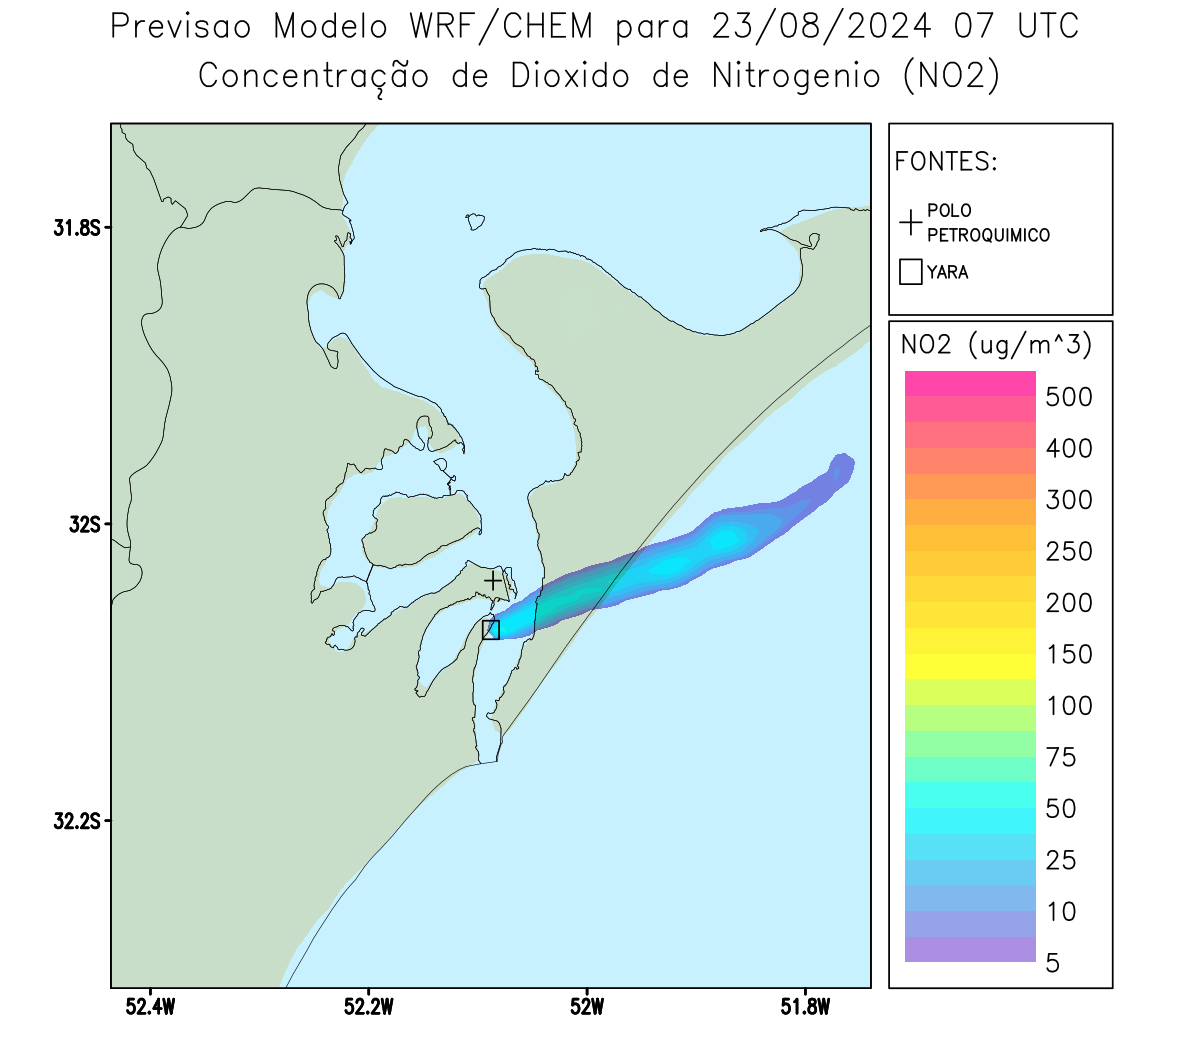 Previsao Modelo WRF/CHEM para 23/08/2024 07 UTC
Concentração de Dioxido de Nitrogenio (NO2)
FONTES:
POLO
PETROQUIMICO
YARA
31.8S
32S
32.2S
52.4W
52.2W
52W
51.8W
NO2 (ug/m^3)
500
400
300
250
200
150
100
75
50
25
10
5